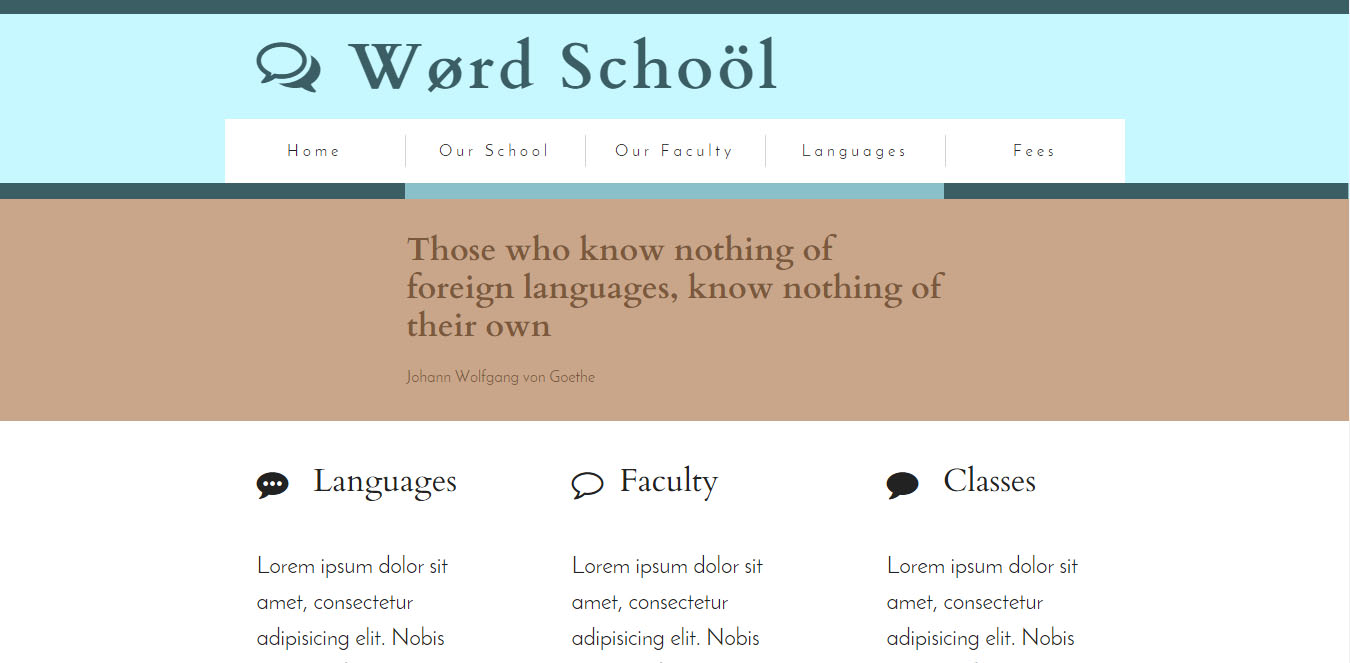 Wørd Schoöl
Home Our School Our Faculty Languages Fees
Those who know nothing of
foreign languages, know nothing of
their own
Johann Wolfgang von Goethe
Languages Faculty Classes
Lorem ipsum dolor sit Lorem ipsum dolor sit Lorem ipsum dolor sit
amet, consectetur amet, consectetur amet, consectetur
adipisicing elit. Nobis adipisicing elit. Nobis adipisicing elit. Nobis